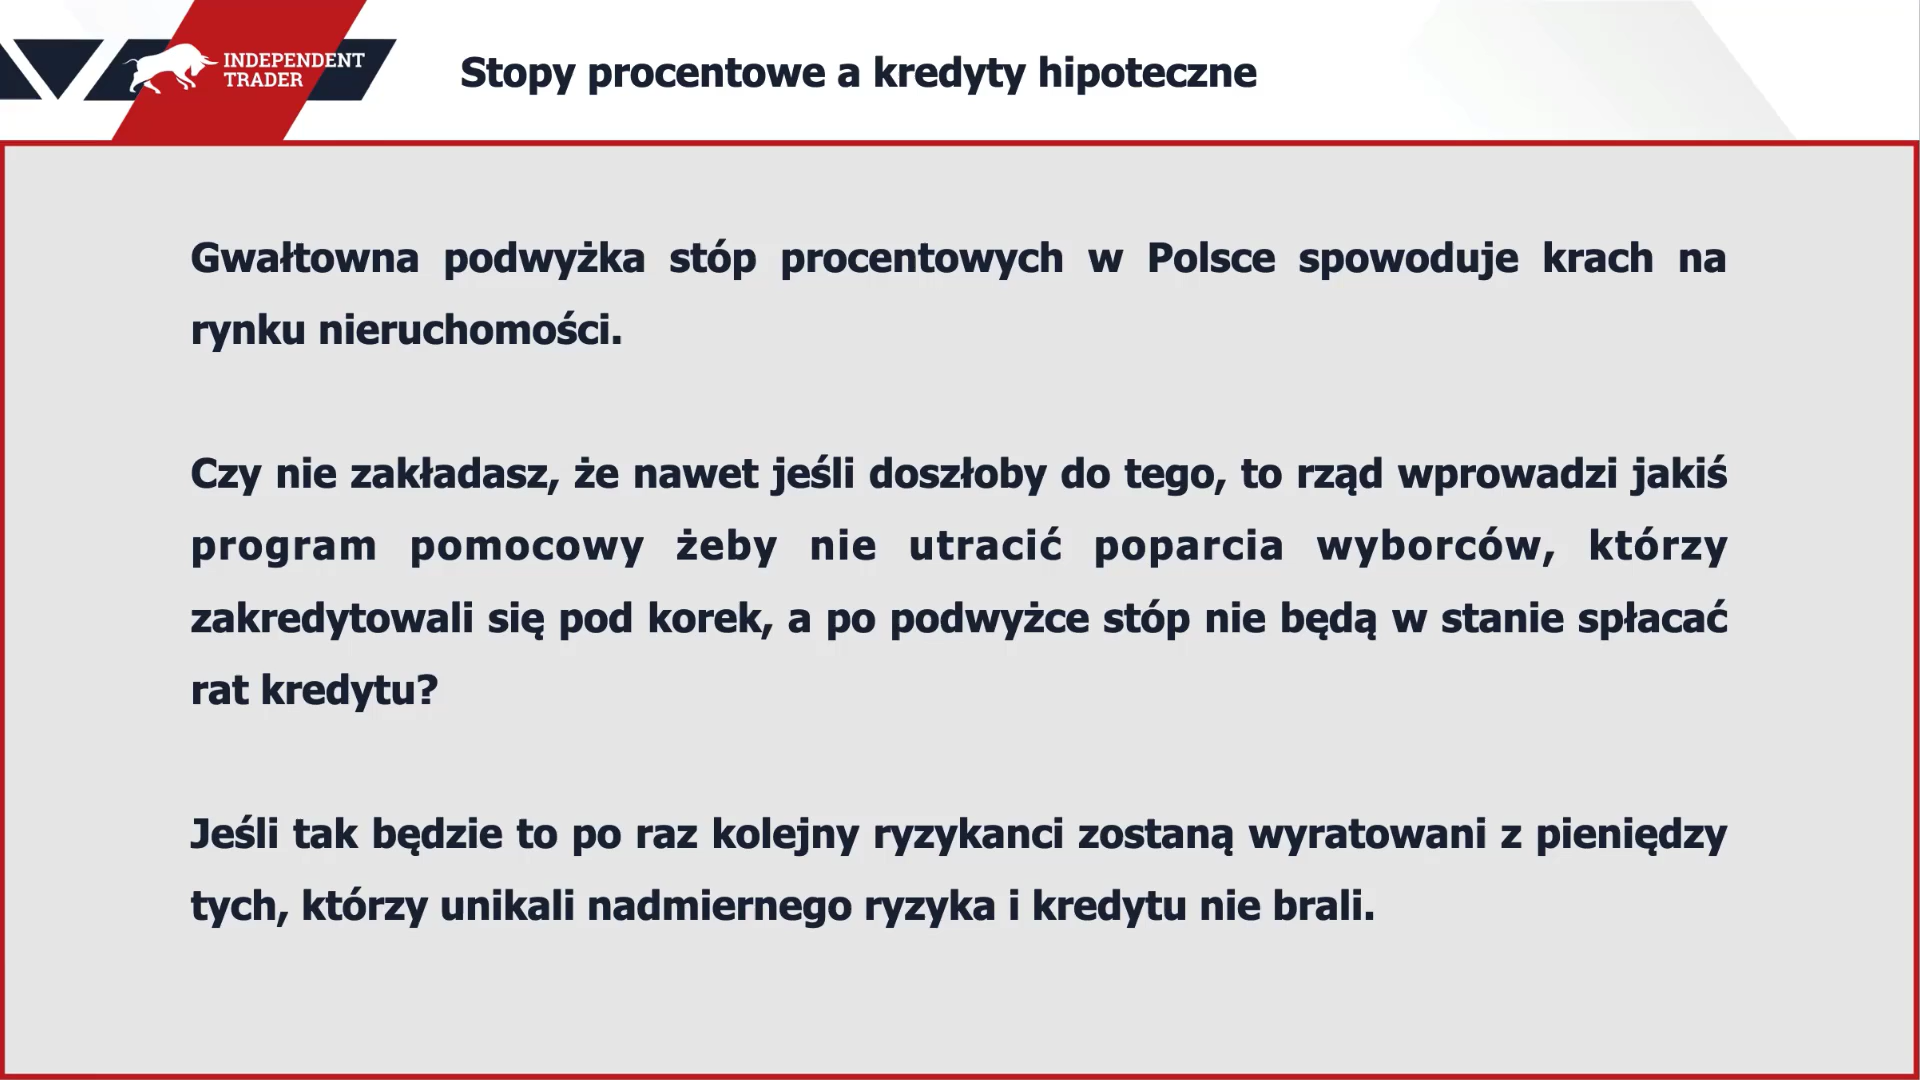 INDEPENDENT
TRADER
Stopy procentowe a kredyty hipoteczne
Gwałtowna podwyżka stóp procentowych w Polsce spowoduje krach na
rynku nieruchomości.
Czy nie zakładasz, że nawet jeśli doszłoby do tego, to rząd wprowadzi jakiś
program pomocowy żeby nie utracić poparcia wyborców, którzy
zakredytowali się pod korek, a po podwyżce stóp nie będą w stanie spłacać
rat kredytu?
Jeśli tak będzie to po raz kolejny ryzykanci zostaną wyratowani z pieniędzy
tych, którzy unikali nadmiernego ryzyka i kredytu nie brali.